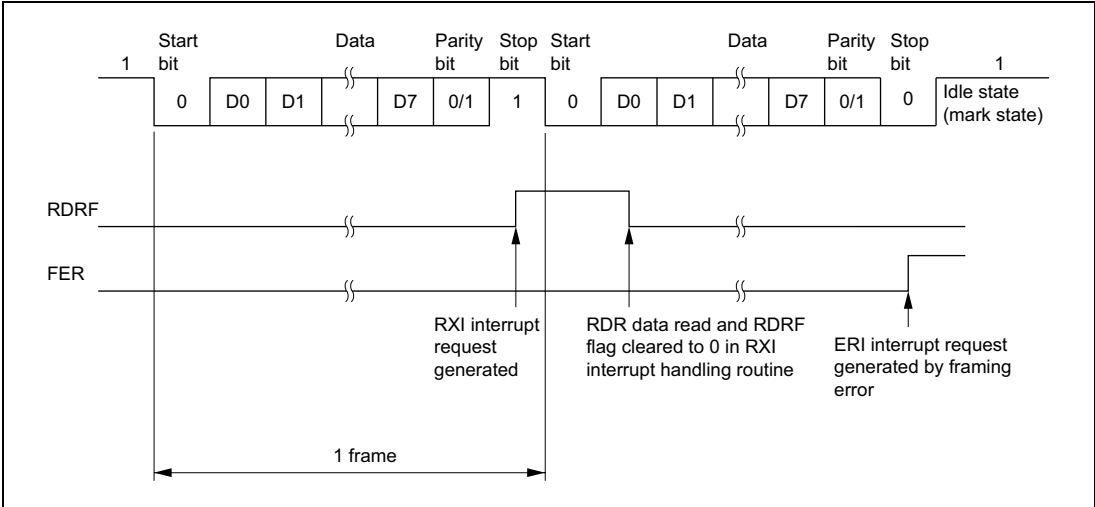 Start Data Parity Stop Start Data Parity Stop
1 bit bit bit bit bit bit 1
0 D0 D1 D7 0/1 1 0 D0 D1 D7 0/1 0 Idle state
(mark state)
RDRF
FER
RXI interrupt
request
generated
RDR data read and RDRF
flag cleared to 0 in RXI
interrupt handling routine
ERI interrupt request
generated by framing
error
1 frame